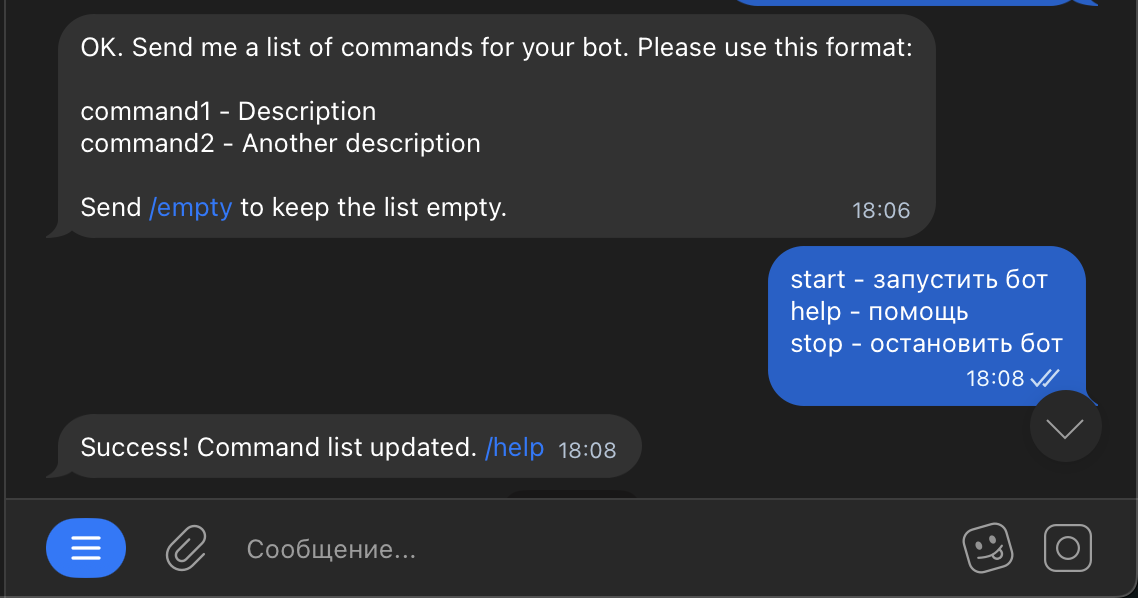 OK. Send me a list of commands for your bot. Please use this format:
command1 - Description
command2 - Another description
Send /empty to keep the list empty.
18:06
start - запустить бот
help - помощь
stop - остановить бот
18:08
Success! Command list updated. /help 18:08
Сообщение...